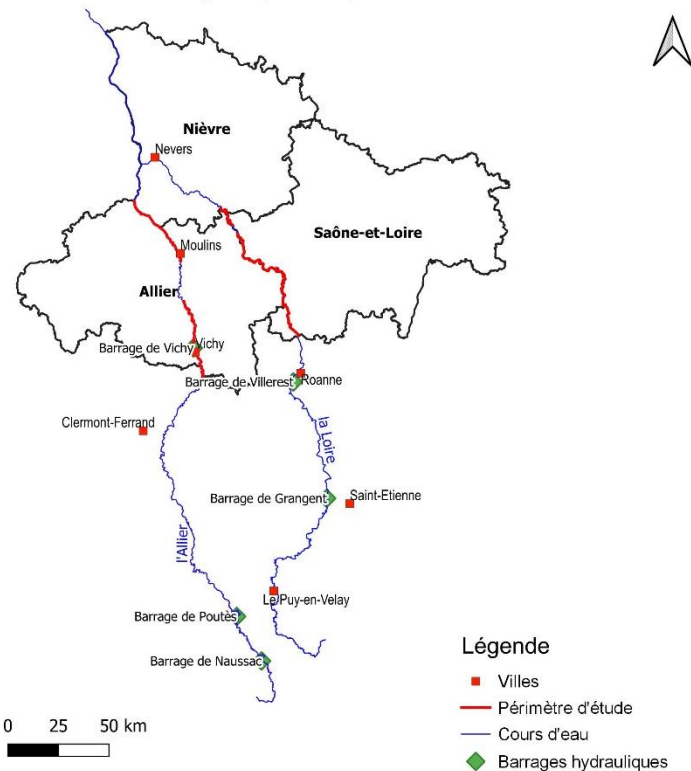 Nièvre
Nevers
Saône-et-Loire
Moulins
Allier
Barrage de Vichy
Vichy
Barrage de Villerest
Roanne
Clermont-Ferrand
la Loire
Barrage de Grangent
Saint-Etienne
l'Allier
Le Puy-en-Velay
Barrage de Poutès
Barrage de Naussac
Légende
Villes
Périmètre d'étude
Cours d'eau
Barrages hydrauliques
0 25 50 km